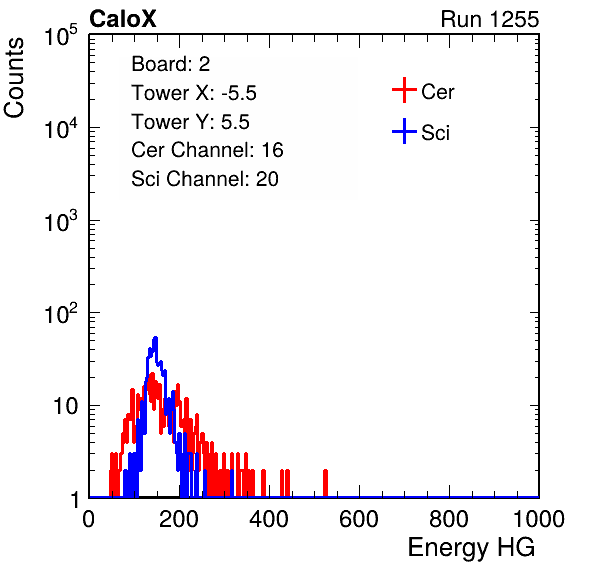 CaloX Run 1255
Counts
Board: 2
Tower X: -5.5
Tower Y: 5.5
Cer Channel: 16
Sci Channel: 20
Cer
Sci
10^5
10^4
10^3
10^2
10
1
0 200 400 600 800 1000
Energy HG